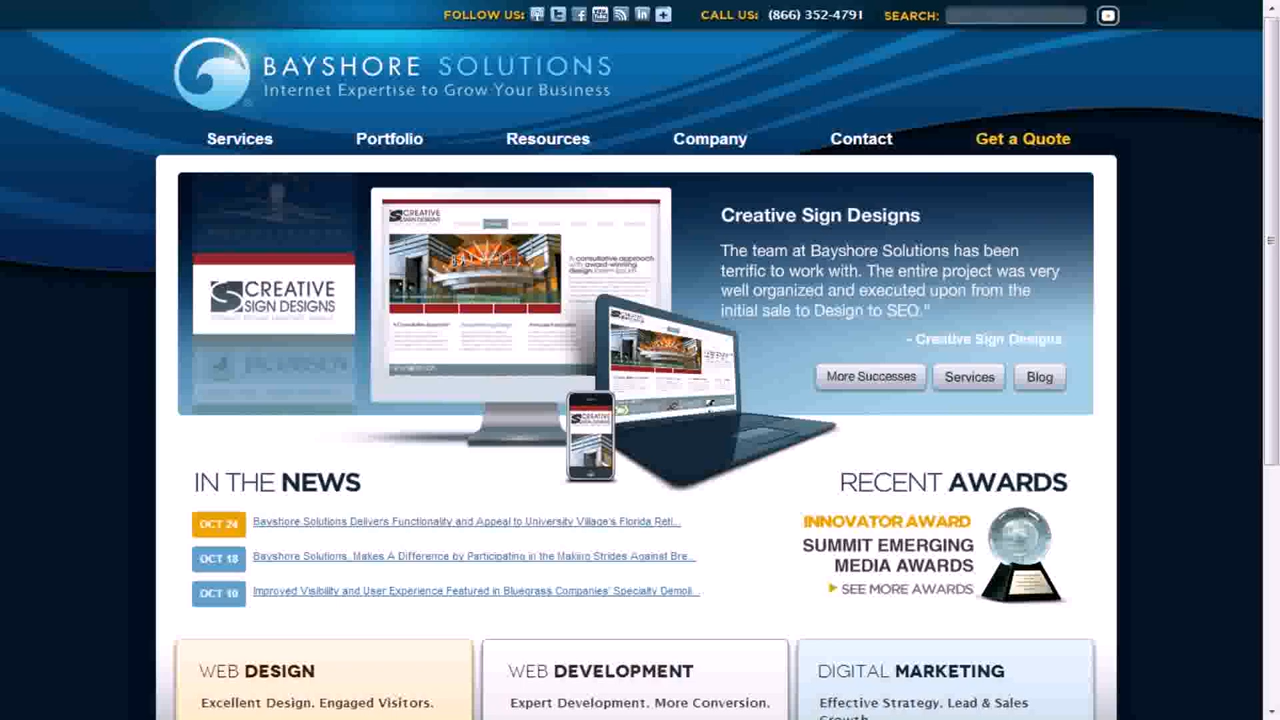 FOLLOW US:
CALL US: (866) 352-4791
SEARCH:
BAYSHORE SOLUTIONS
Internet Expertise to Grow Your Business
Services
Portfolio
Resources
Company
Contact
Get a Quote
CREATIVE
SIGN DESIGNS
CREATIVE
SIGN DESIGNS
Creative Sign Designs
The team at Bayshore Solutions has been
terrific to work with. The entire project was very
well organized and executed upon from the
initial sale to Design to SEO."
- Creative Sign Designs
More Successes
Services
Blog
IN THE NEWS
OCT 24
Bayshore Solutions Delivers Functionality and Appeal to University Village's Florida Reti...
OCT 18
Bayshore Solutions Makes A Difference by Participating in the Making Strides Against Bre...
OCT 10
Improved Visibility and User Experience Featured in Bluegrass Companies' Specialty Demoli...
RECENT AWARDS
INNOVATOR AWARD
SUMMIT EMERGING
MEDIA AWARDS
SEE MORE AWARDS
WEB DESIGN
Excellent Design. Engaged Visitors.
WEB DEVELOPMENT
Expert Development. More Conversion.
DIGITAL MARKETING
Effective Strategy. Lead & Sales
Growth